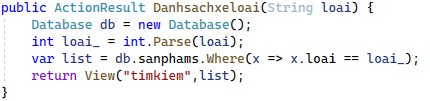 public ActionResult Danhsachxeloai(String loai) {
    Database db = new Database();
    int loai_ = int.Parse(loai);
    var list = db.sanphams.Where(x => x.loai == loai_);
    return View("timkiem",list);
}